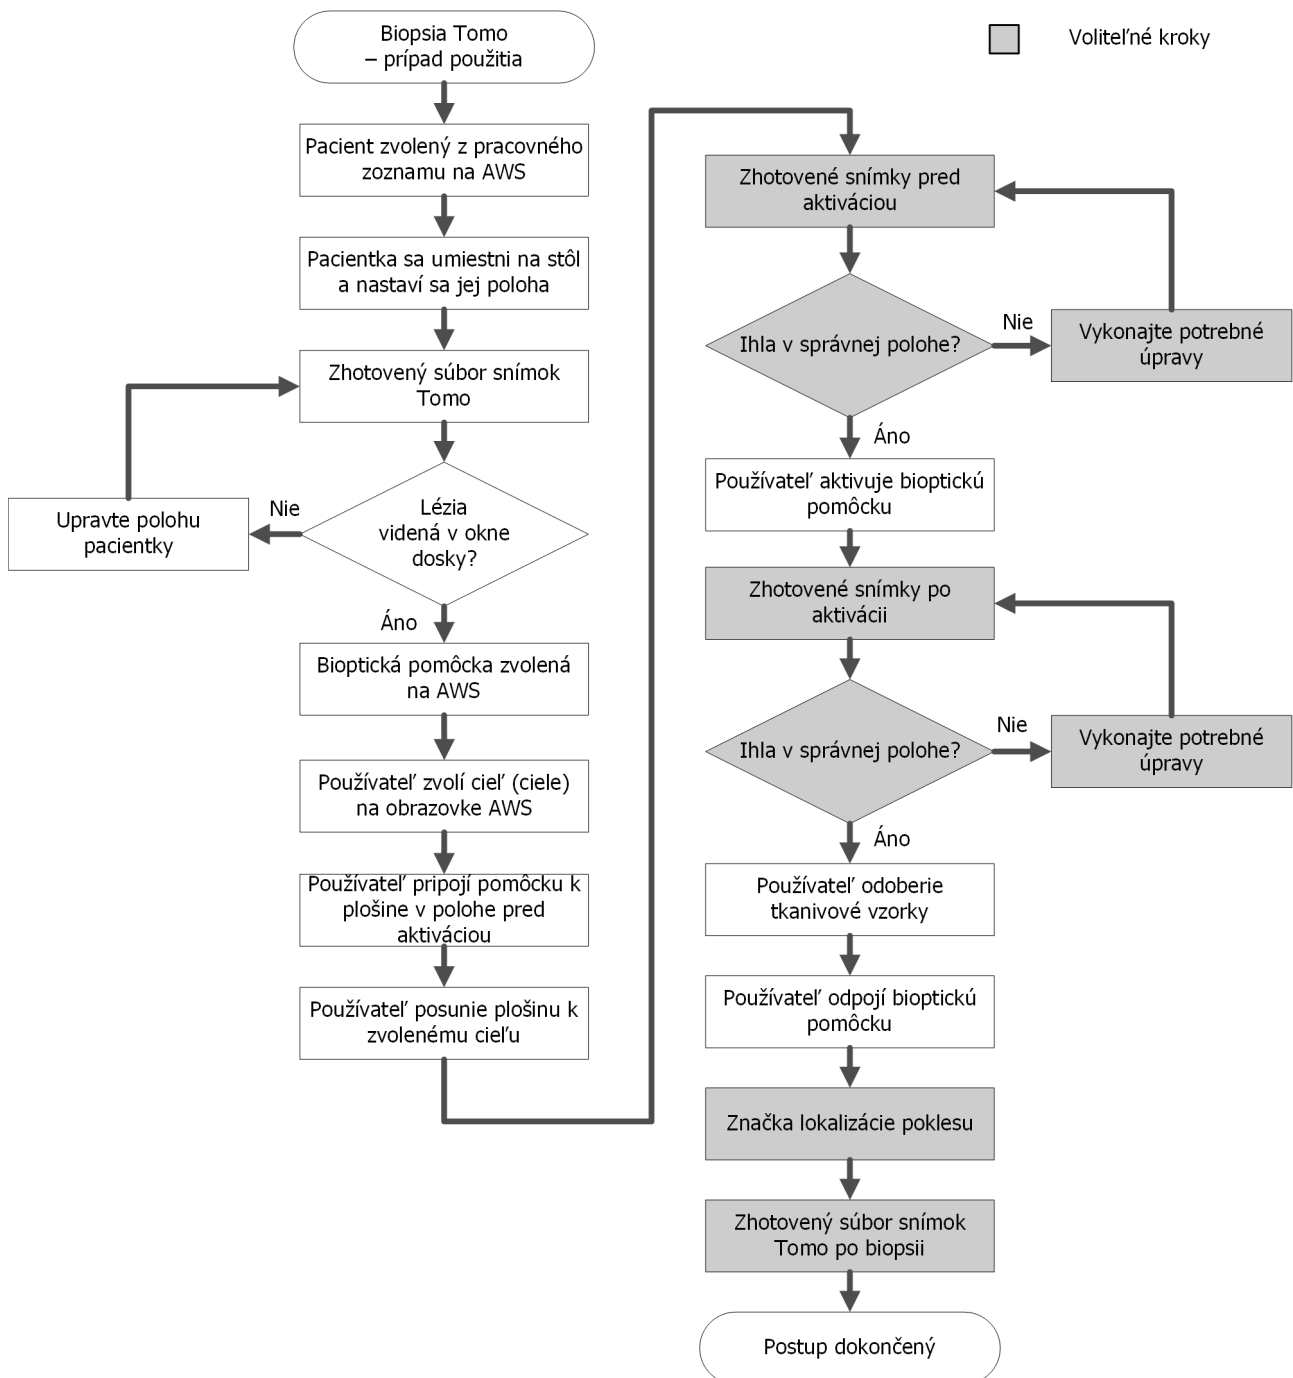 Biopsia Tomo
– prípad použitia
Pacient zvolený z pracovného
zoznamu na AWS
Pacientka sa umiestni na stôl
a nastaví sa jej poloha
Zhotovený súbor snímok
Tomo
Lézia
videná v okne
dosky?
Nie
Upravte polohu
pacientky
Áno
Bioptická pomôcka zvolená
na AWS
Používateľ zvolí cieľ (ciele)
na obrazovke AWS
Používateľ pripojí pomôcku k
plošine v polohe pred
aktiváciou
Používateľ posunie plošinu k
zvolenému cieľu
Voliteľné kroky
Zhotovené snímky pred
aktiváciou
Ihla v správnej polohe?
Nie
Vykonajte potrebné
úpravy
Áno
Používateľ aktivuje bioptickú
pomôcku
Zhotovené snímky po
aktivácii
Ihla v správnej polohe?
Nie
Vykonajte potrebné
úpravy
Áno
Používateľ odoberie
tkanivové vzorky
Používateľ odpojí bioptickú
pomôcku
Značka lokalizácie poklesu
Zhotovený súbor snímok
Tomo po biopsii
Postup dokončený